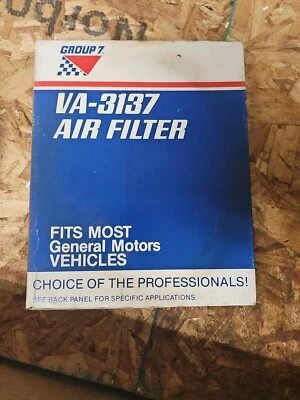 GROUP 7
VA-3137
AIR FILTER
FITS MOST
General Motors
VEHICLES
CHOICE OF THE PROFESSIONALS!
SEE BACK PANEL FOR SPECIFIC APPLICATIONS